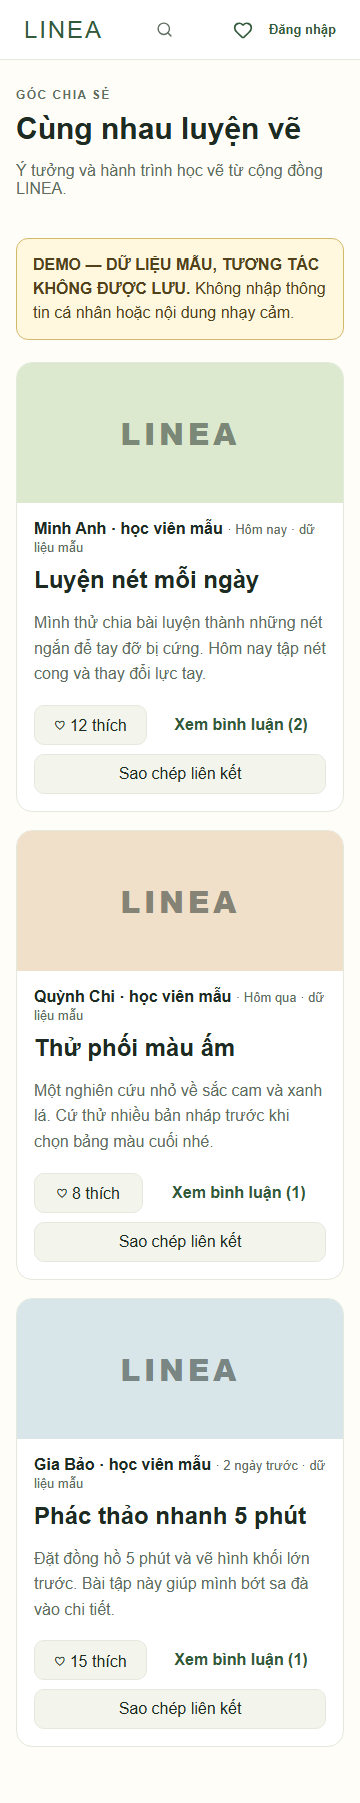 LINEA
Đăng nhập
GÓC CHIA SẺ
Cùng nhau luyện vẽ
Ý tưởng và hành trình học vẽ từ cộng đồng
LINEA.
DEMO — DỮ LIỆU MẪU, TƯƠNG TÁC
KHÔNG ĐƯỢC LƯU. Không nhập thông
tin cá nhân hoặc nội dung nhạy cảm.
LINEA
Minh Anh · học viên mẫu · Hôm nay · dữ
liệu mẫu
Luyện nét mỗi ngày
Mình thử chia bài luyện thành những nét
ngắn để tay đỡ bị cứng. Hôm nay tập nét
cong và thay đổi lực tay.
♡ 12 thích
Xem bình luận (2)
Sao chép liên kết
LINEA
Quỳnh Chi · học viên mẫu · Hôm qua · dữ
liệu mẫu
Thử phối màu ấm
Một nghiên cứu nhỏ về sắc cam và xanh
lá. Cứ thử nhiều bản nháp trước khi
chọn bảng màu cuối nhé.
♡ 8 thích
Xem bình luận (1)
Sao chép liên kết
LINEA
Gia Bảo · học viên mẫu · 2 ngày trước · dữ
liệu mẫu
Phác thảo nhanh 5 phút
Đặt đồng hồ 5 phút và vẽ hình khối lớn
trước. Bài tập này giúp mình bớt sa đà
vào chi tiết.
♡ 15 thích
Xem bình luận (1)
Sao chép liên kết